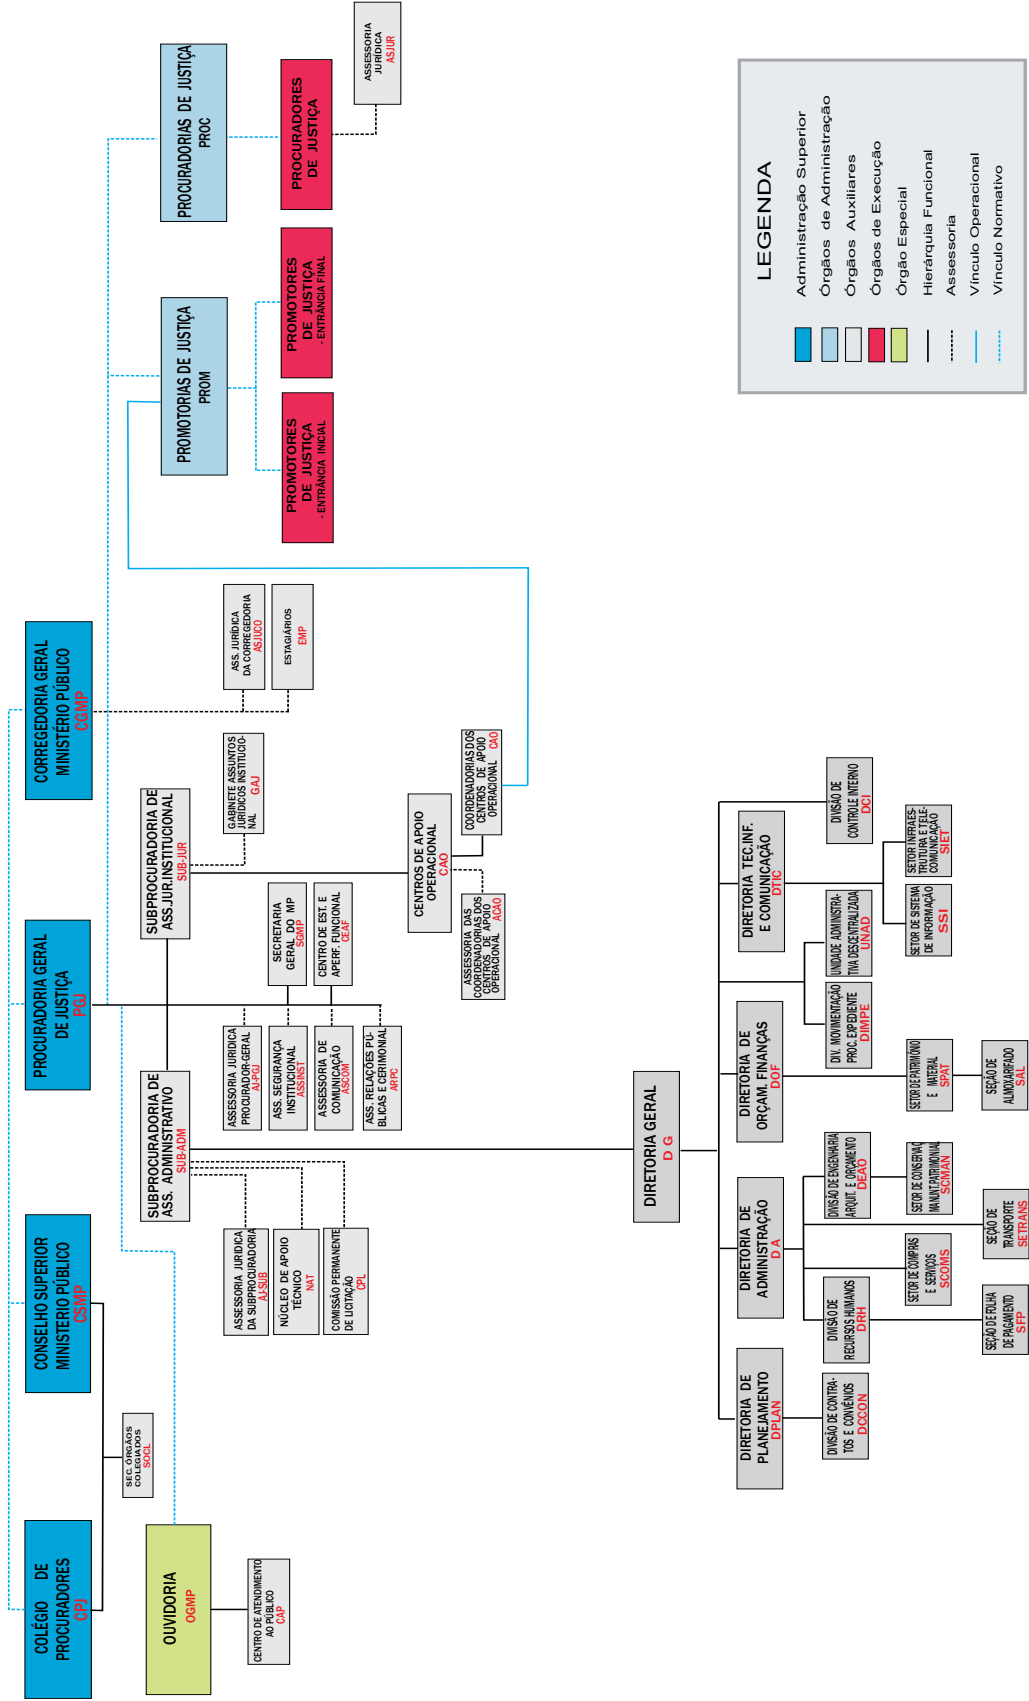 COLÉGIO DE
PROCURADORES
CPJ
CONSELHO SUPERIOR
MINISTERIO PÚBLICO
CSMP
PROCURADORIA GERAL
DE JUSTIÇA
PGJ
CORREGEDORIA GERAL
MINISTÉRIO PÚBLICO
CGMP
SEC. ÓRGÃOS
COLEGIADOS
SOCL
OUVIDORIA
OGMP
CENTRO DE ATENDIMENTO
AO PÚBLICO
CAP
SUBPROCURADORIA DE
ASS. ADMINISTRATIVO
SUB-ADM
SUBPROCURADORIA DE
ASS.JUR.INSTITUCIONAL
SUB-JUR
PROMOTORIAS DE JUSTIÇA
PROM
PROCURADORIAS DE JUSTIÇA
PROC
ASSESSORIA JURIDICA
DA SUBPROCURADORIA
AJ-SUB
NÚCLEO DE APOIO
TÉCNICO
NAT
COMISSÃO PERMANENTE
DE LICITAÇÃO
CPL
ASSESSORIA JURIDICA
PROCURADOR-GERAL
AJ-PGJ
ASS. SEGURANÇA
INSTITUCIONAL
ASSINST
ASSESSORIA DE
COMUNICAÇÃO
ASCOM
ASS. RELAÇÕES PÚ-
BLICAS E CERIMONIAL
ARPC
SECRETARIA
GERAL DO MP
SGMP
CENTRO DE EST. E
APERF. FUNCIONAL
CEAF
GABINETE ASSUNTOS
JURÍDICOS INSTITUCIO-
NAL GAJ
ASS. JURÍDICA
DA CORREGEDORIA
ASJUCO
ESTAGIÁRIOS
EMP
PROMOTORES
DE JUSTIÇA
- ENTRÂNCIA INICIAL
PROMOTORES
DE JUSTIÇA
- ENTRÂNCIA FINAL
PROCURADORES
DE JUSTIÇA
ASSESSORIA
JURÍDICA
ASJUR
CENTROS DE APOIO
OPERACIONAL
CAO
ASSESSORIA DAS
COORDENADORIAS DOS
CENTROS DE APOIO
OPERACIONAL ACAO
COORDENADORIAS DOS
CENTROS DE APOIO
OPERACIONAL CAO
DIRETORIA GERAL
D G
DIRETORIA DE
PLANEJAMENTO
DPLAN
DIRETORIA DE
ADMINISTRAÇÃO
D A
DIRETORIA DE
ORÇAM. FINANÇAS
DOF
DIRETORIA TEC.INF.
E COMUNICAÇÃO
DTIC
DIVISÃO DE CONTRA-
TOS E CONVÊNIOS
DCCON
DIVISÃO DE
RECURSOS HUMANOS
DRH
DIVISÃO DE ENGENHARIA
ARQUIT. E ORÇAMENTO
DEAO
DIV. MOVIMENTAÇÃO
PROC. EXPEDIENTE
DIMPE
UNIDADE ADMINISTRA-
TIVA DESCENTRALIZADA
UNAD
DIVISÃO DE
CONTROLE INTERNO
DCI
SETOR DE COMPRAS
E SERVIÇOS
SCOMS
SETOR DE CONSERVAÇ
MANUNT.PATRIMONIAL
SCMAN
SETOR DE PATRIMÔNIO
E MATERIAL
SPAT
SETOR DE SISTEMA
DE INFORMAÇÃO
SSI
SETOR INFRAES-
TRUTURA E TELE-
COMUNICAÇÃO
SIET
SEÇÃO DE FOLHA
DE PAGAMENTO
SFP
SEÇÃO DE
TRANSPORTE
SETRANS
SEÇÃO DE
ALMOXARIFADO
SAL
LEGENDA
Administração Superior
Órgãos de Administração
Órgãos Auxiliares
Órgãos de Execução
Órgão Especial
Hierárquia Funcional
Assessoria
Vínculo Operacional
Vínculo Normativo